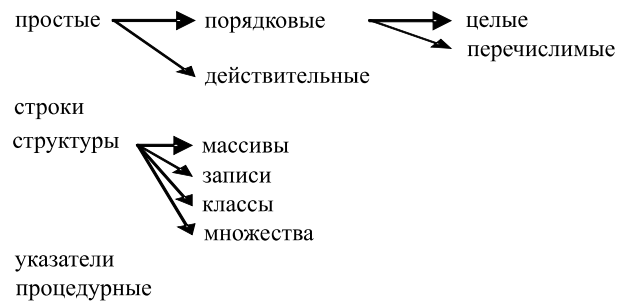 простые порядковые целые
перечислимые
действительные
строки
структуры массивы
записи
классы
множества
указатели
процедурные